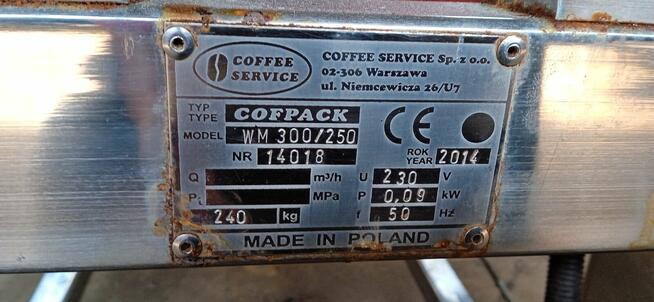 COFFEE SERVICE Sp. z o.o.
02-306 Warszawa
ul. Niemcewicza 26/U7
COFFEE
SERVICE
TYP
TYPE
COFPACK
MODEL WM 300/250
NR 14018
CE
ROK
YEAR 2014
Q m³/h
P MPa
240 kg
U 230 V
P 0,09 kW
f 50 Hz
MADE IN POLAND